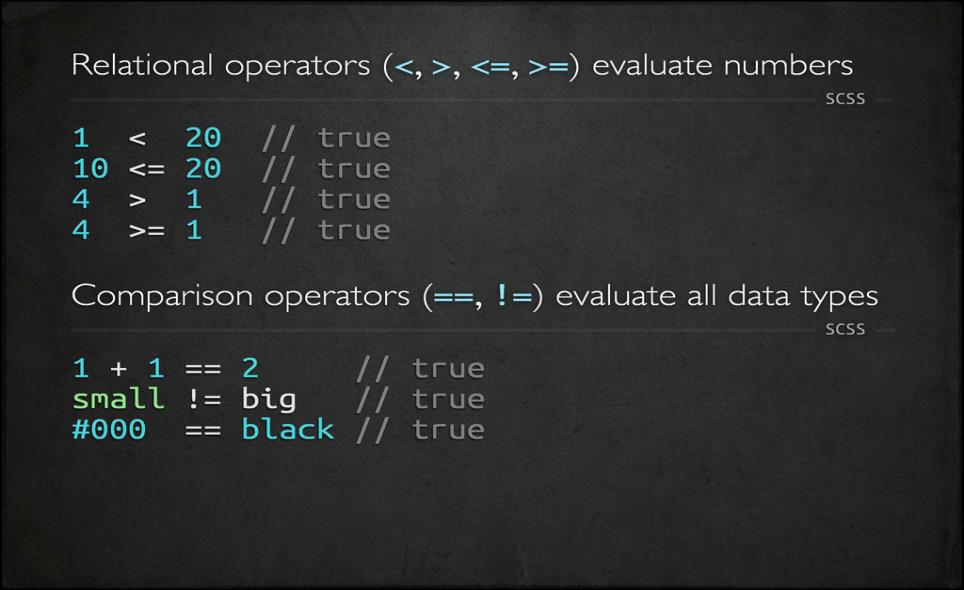 Relational operators (<, >, <=, >=) evaluate numbers
SCSS
1 < 20 // true
10 <= 20 // true
4 > 1 // true
4 >= 1 // true
Comparison operators (==, !=) evaluate all data types
SCSS
1 + 1 == 2 // true
small != big // true
#000 == black // true